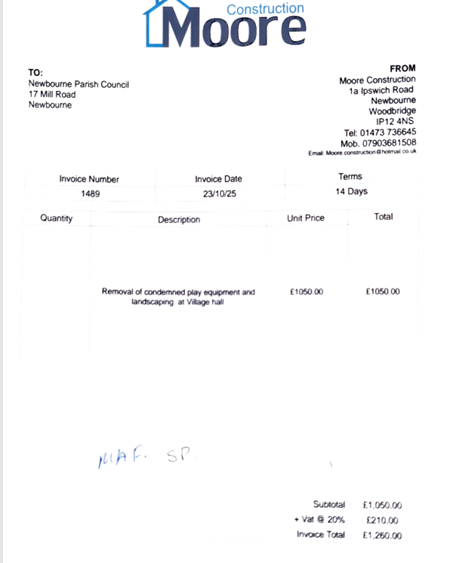 Construction
Moore
TO:
Newbourne Parish Council
17 Mill Road
Newbourne
FROM
Moore Construction
1a Ipswich Road
Newbourne
Woodbridge
IP12 4NS
Tel: 01473 736645
Mob. 07903681508
Email: Moore.construction@hotmail.co.uk
Invoice Number Invoice Date Terms
1489 23/10/25 14 Days
Quantity Description Unit Price Total
Removal of condemned play equipment and £1050.00 £1050.00
landscaping at Village hall
MAF. SP.
Subtotal £1,050.00
+ Vat @ 20% £210.00
Invoice Total £1,260.00